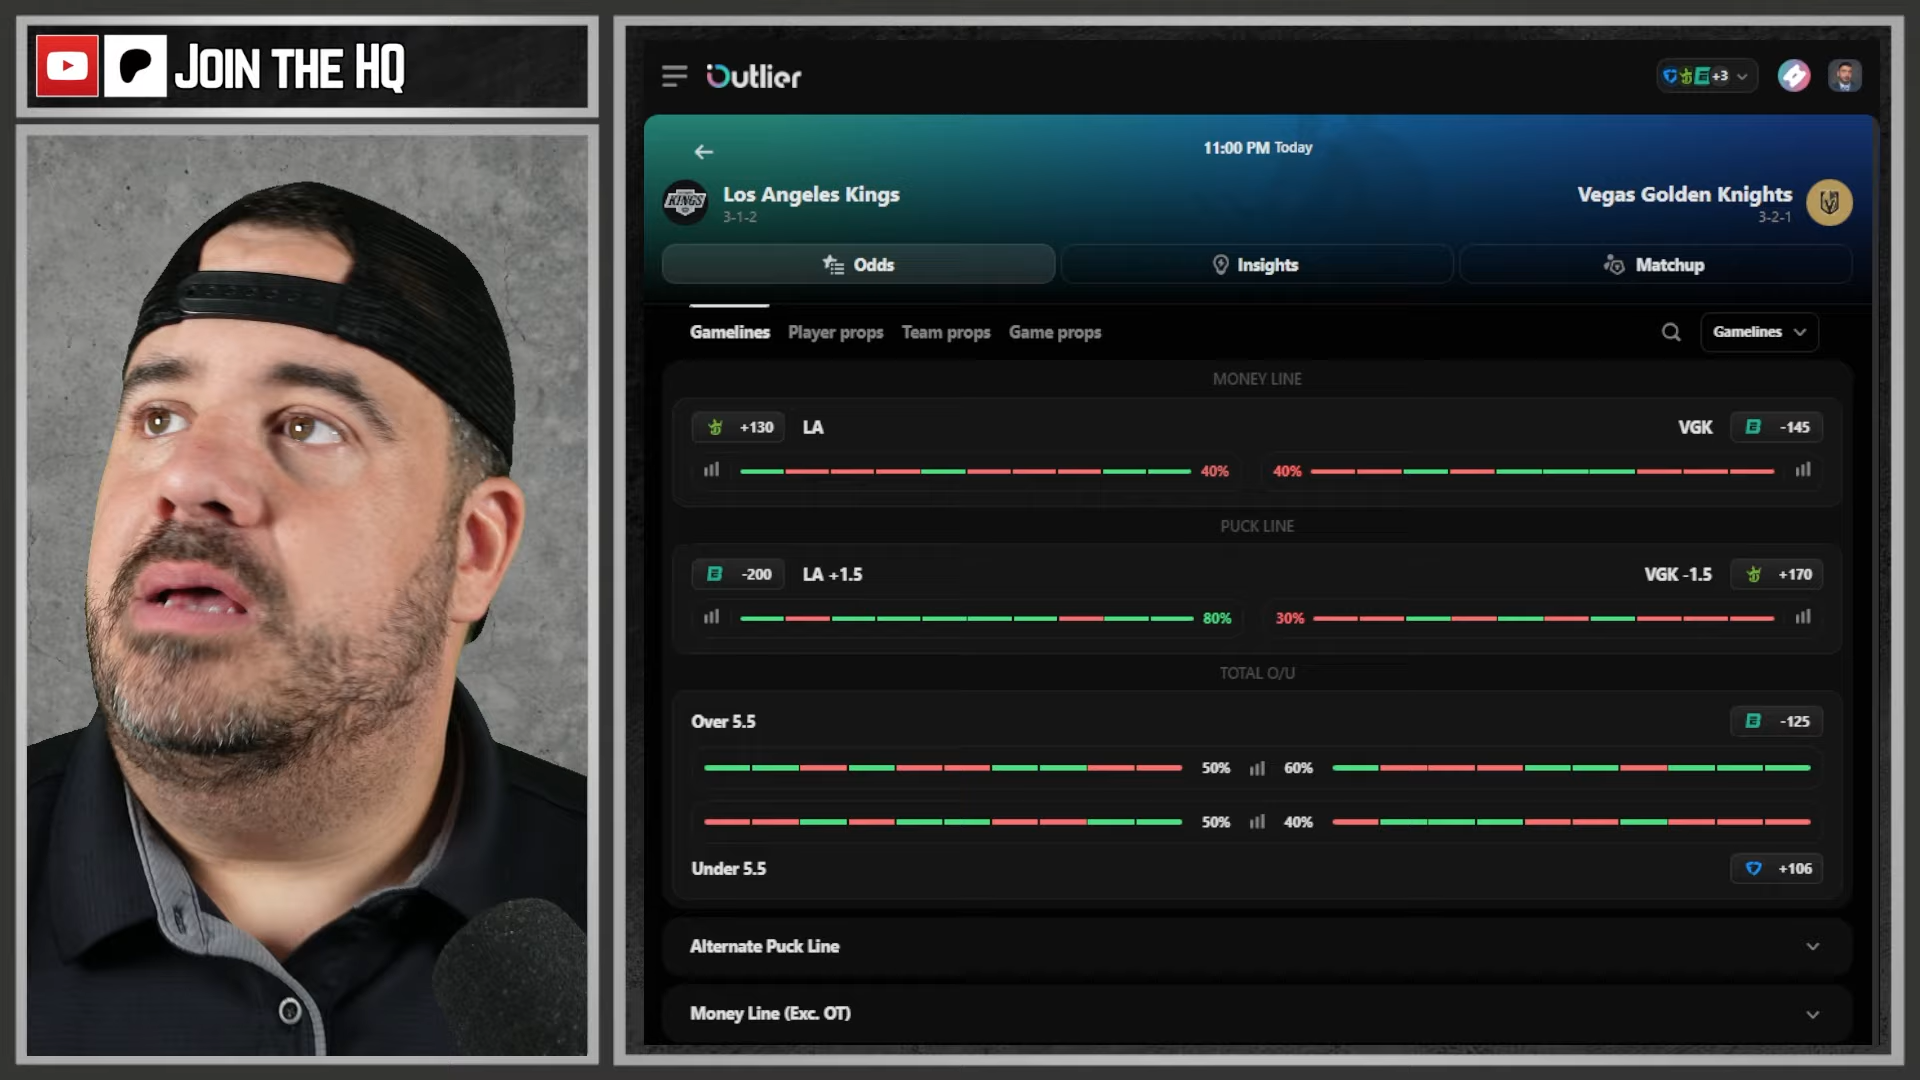 JOIN THE HQ
Outlier
+3
11:00 PM Today
KINGS
Los Angeles Kings
3-1-2
Vegas Golden Knights
3-2-1
Odds
Insights
Matchup
Gamelines
Player props
Team props
Game props
Gamelines
MONEY LINE
+130
LA
VGK
-145
40%
40%
PUCK LINE
-200
LA +1.5
VGK -1.5
+170
80%
30%
TOTAL O/U
Over 5.5
-125
50%
60%
50%
40%
Under 5.5
+106
Alternate Puck Line
Money Line (Exc. OT)